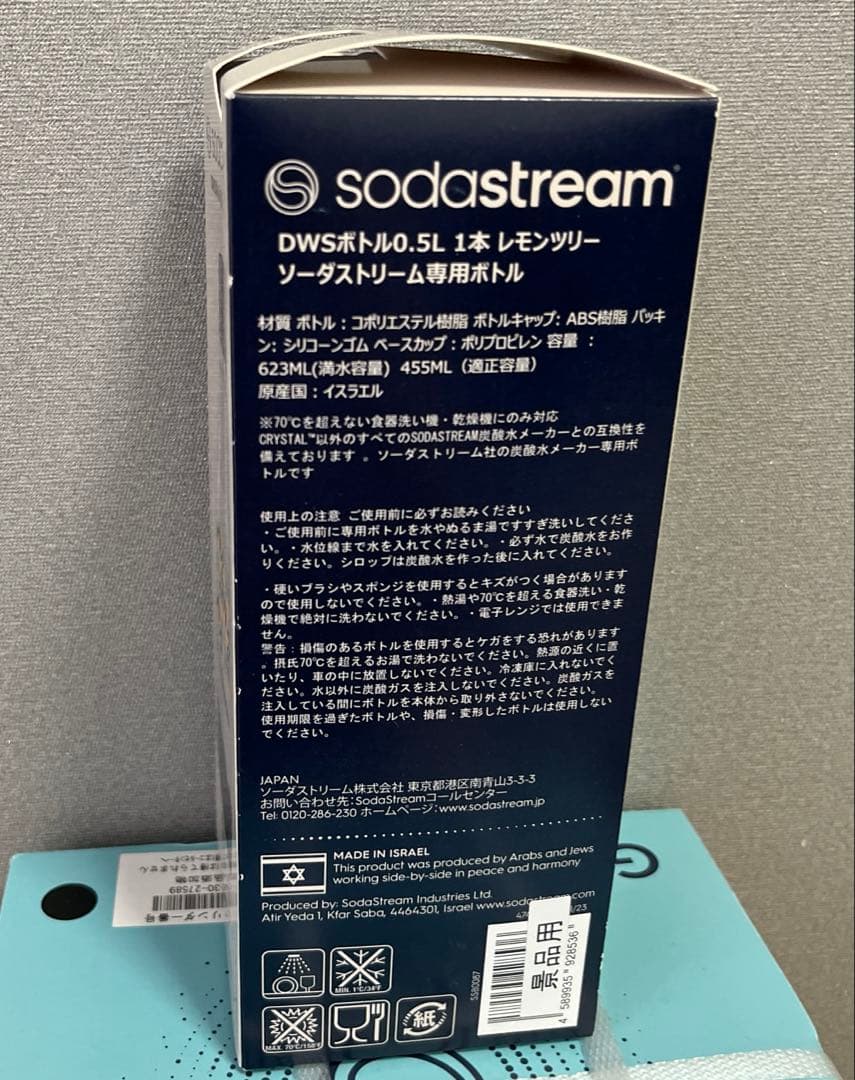 sodastream
DWSボトル0.5L 1本 レモンツリー
ソーダストリーム専用ボトル
材質 ボトル：コポリエステル樹脂 ボトルキャップ: ABS樹脂 パッキ
ン: シリコーンゴム ベースカップ：ポリプロピレン 容量 ：
623ML(満水容量) 455ML（適正容量）
原産国：イスラエル
※70℃を超えない食器洗い機・乾燥機にのみ対応
CRYSTAL™以外のすべてのSODASTREAM炭酸水メーカーとの互換性を
備えております 。ソーダストリーム社の炭酸水メーカー専用ボ
トルです
使用上の注意 ご使用前に必ずお読みください
・ご使用前に専用ボトルを水やぬるま湯ですすぎ洗いしてくださ
い。・水位線まで水を入れてください。・必ず水で炭酸水をお作
りください。シロップは炭酸水を作った後に入れてください。
・硬いブラシやスポンジを使用するとキズがつく場合があります
ので使用しないでください。・熱湯や70℃を超える食器洗い・乾
燥機で絶対に洗わないでください。・電子レンジでは使用できま
せん。
警告：損傷のあるボトルを使用するとケガをする恐れがあります
。摂氏70℃を超えるお湯で洗わないでください。熱源の近くに置
いたり、車の中に放置しないでください。冷凍庫に入れないでく
ださい。水以外に炭酸ガスを注入しないでください。炭酸ガスを
注入している間にボトルを本体から取り外さないでください。
使用期限を過ぎたボトルや、損傷・変形したボトルは使用しない
でください。
JAPAN
ソーダストリーム株式会社 東京都港区南青山3-3-3
お問い合わせ先：SodaStreamコールセンター
Tel: 0120-286-230 ホームページ：www.sodastream.jp
MADE IN ISRAEL
This product was produced by Arabs and Jews
working side-by-side in peace and harmony
Produced by: SodaStream Industries Ltd.
Atir Yeda 1, Kfar Saba, 4464301, Israel www.sodastream.com
/23
MIN. 1°C/34°F
MAX. 70°C/158°F
紙
SS80087
景品用
4 589935 928536
シリンダー番号
030-27589